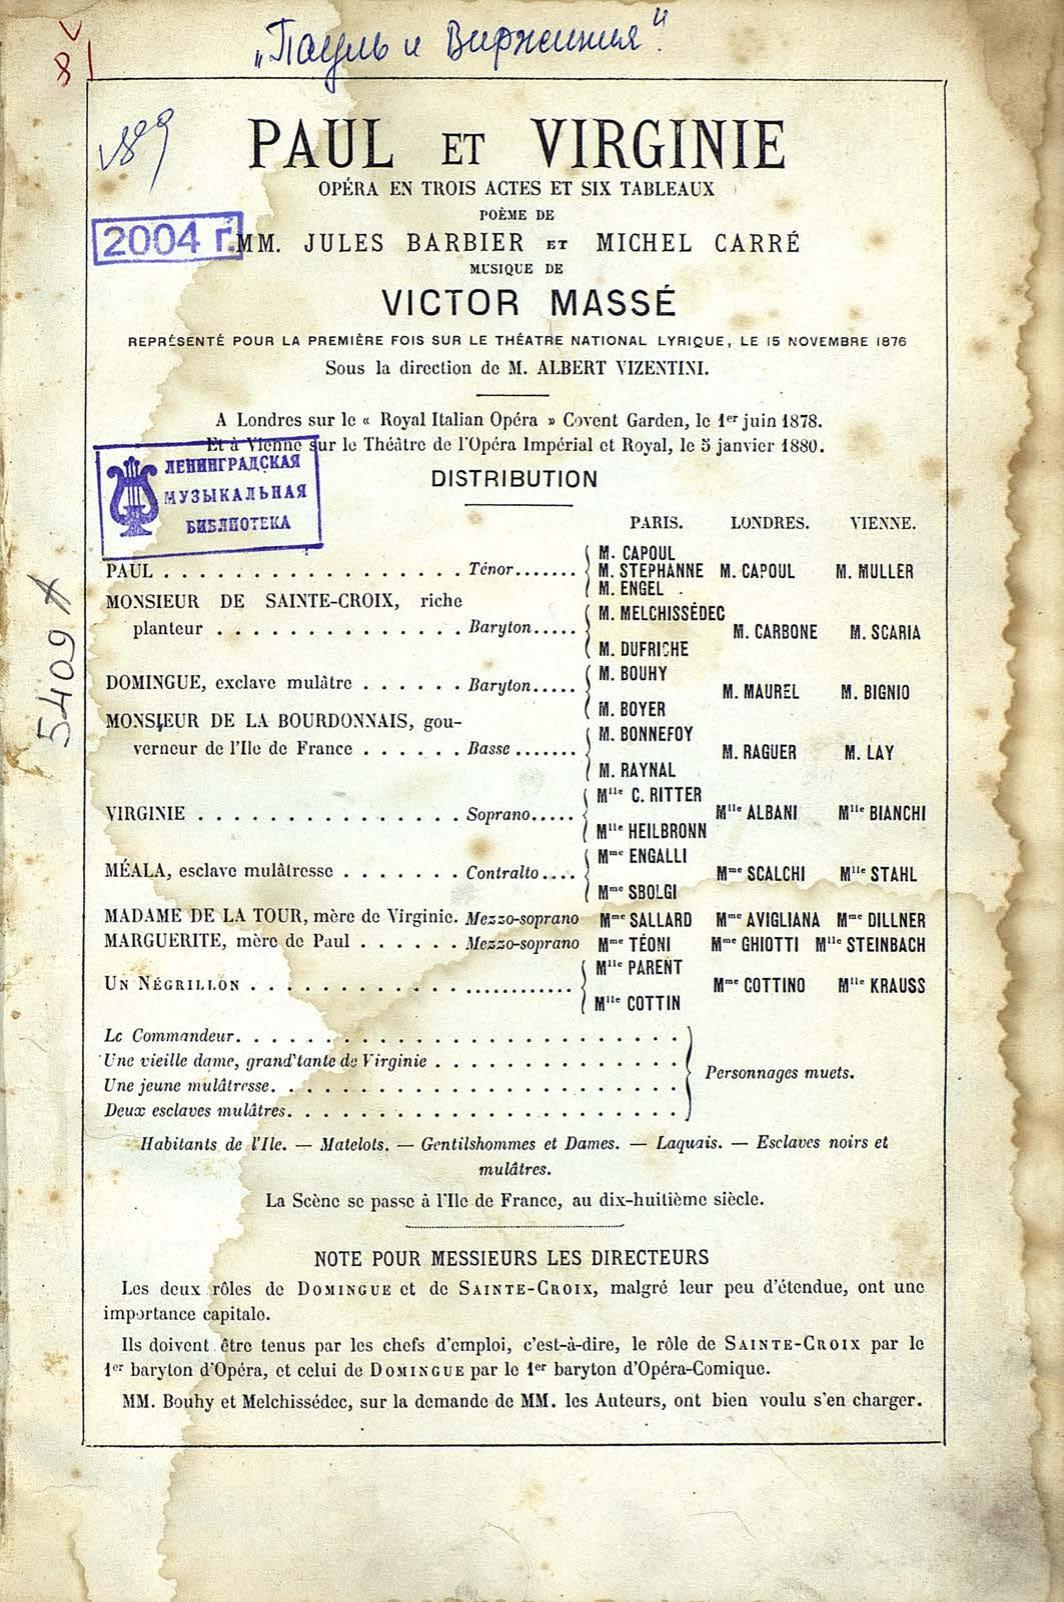 V
81
„Пауль и Виржиния“.
PAUL ET VIRGINIE
OPÉRA EN TROIS ACTES ET SIX TABLEAUX
POÈME DE
2004 г.
MM. JULES BARBIER ET MICHEL CARRÉ
MUSIQUE DE
VICTOR MASSÉ
REPRÉSENTÉ POUR LA PREMIÈRE FOIS SUR LE THÉATRE NATIONAL LYRIQUE, LE 15 NOVEMBRE 1876
Sous la direction de M. ALBERT VIZENTINI.
A Londres sur le « Royal Italian Opéra » Covent Garden, le 1er juin 1878.
Et à Vienne sur le Théâtre de l'Opéra Impérial et Royal, le 5 janvier 1880.
ЛЕНИНГРАДСКАЯ
МУЗЫКАЛЬНАЯ
БИБЛИОТЕКА
5409
DISTRIBUTION
PARIS. LONDRES. VIENNE.
M. CAPOUL
PAUL . . . . . . . . . . . . . . . . . Ténor....... M. STEPHANNE M. CAPOUL M. MULLER
M. ENGEL
MONSIEUR DE SAINTE-CROIX, riche
M. MELCHISSÉDEC
planteur . . . . . . . . . . . . . . Baryton..... M. CARBONE M. SCARIA
M. DUFRICHE
M. BOUHY
DOMINGUE, exclave mulâtre . . . . . . Baryton..... M. MAUREL M. BIGNIO
M. BOYER
MONSIEUR DE LA BOURDONNAIS, gou-
M. BONNEFOY
verneur de l'Ile de France . . . . . . Basse ....... M. RAGUER M. LAY
M. RAYNAL
Mlle C. RITTER
VIRGINIE . . . . . . . . . . . . . . . Soprano..... Mlle ALBANI Mlle BIANCHI
Mlle HEILBRONN
Mme ENGALLI
MÉALA, esclave mulâtresse . . . . . . . Contralto.... Mme SCALCHI Mlle STAHL
Mme SBOLGI
MADAME DE LA TOUR, mère de Virginie. Mezzo-soprano Mme SALLARD Mme AVIGLIANA Mme DILLNER
MARGUERITE, mère de Paul . . . . . . Mezzo-soprano Mme TÉONI Mme GHIOTTI Mlle STEINBACH
Mlle PARENT
UN NÉGRILLON . . . . . . . . . . . . . ............ Mme COTTINO Mlle KRAUSS
Mlle COTTIN
Le Commandeur. . . . . . . . . . . . . . . . . . . . . . . .
Une vieille dame, grand'tante de Virginie . . . . . . . . . . . . .
Personnages muets.
Une jeune mulâtresse. . . . . . . . . . . . . . . . . . . . . .
Deux esclaves mulâtres. . . . . . . . . . . . . . . . . . . . .
Habitants de l'Ile. — Matelots. — Gentilshommes et Dames. — Laquais. — Esclaves noirs et
mulâtres.
La Scène se passe à l'Ile de France, au dix-huitième siècle.
NOTE POUR MESSIEURS LES DIRECTEURS
Les deux rôles de DOMINGUE et de SAINTE-CROIX, malgré leur peu d'étendue, ont une
importance capitale.
Ils doivent être tenus par les chefs d'emploi, c'est-à-dire, le rôle de SAINTE-CROIX par le
1er baryton d'Opéra, et celui de DOMINGUE par le 1er baryton d'Opéra-Comique.
MM. Bouhy et Melchissédec, sur la demande de MM. les Auteurs, ont bien voulu s'en charger.